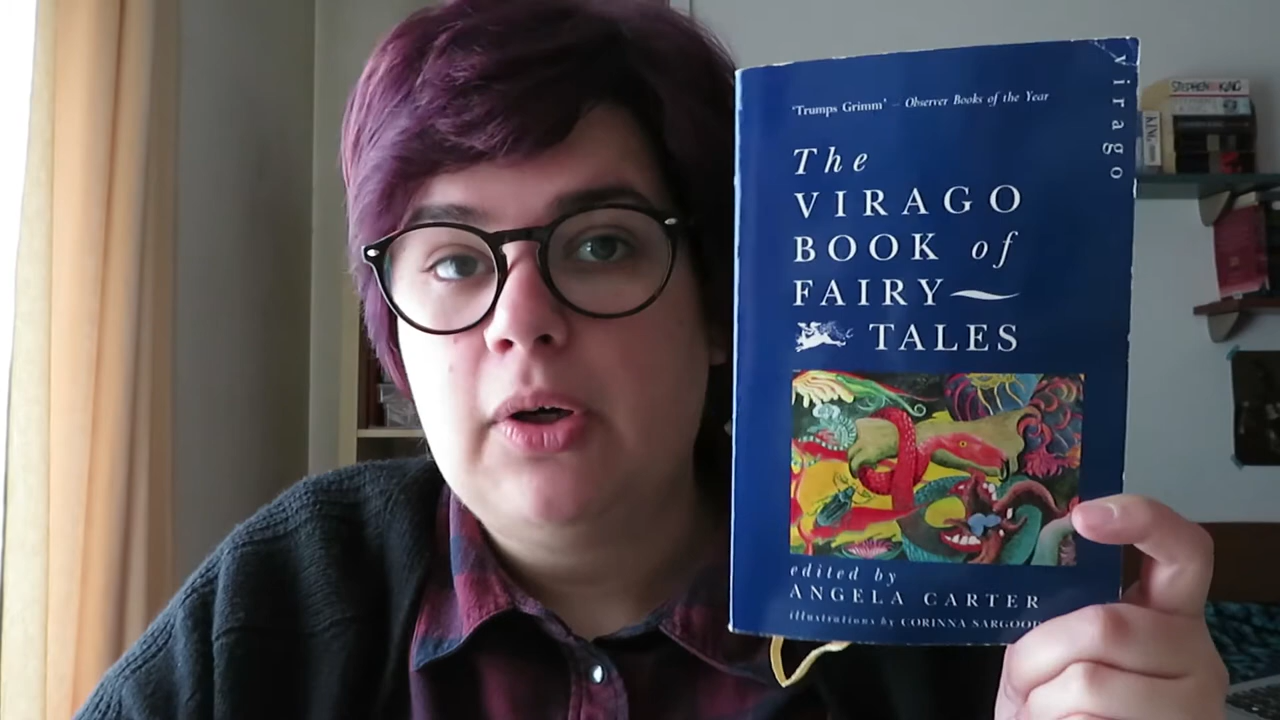 'Trumps Grimm' – Observer Books of the Year
The
VIRAGO
BOOK of
FAIRY
TALES
edited by
ANGELA CARTER
illustrations by CORINNA SARGOOD
virago
STEPHEN KING
KING